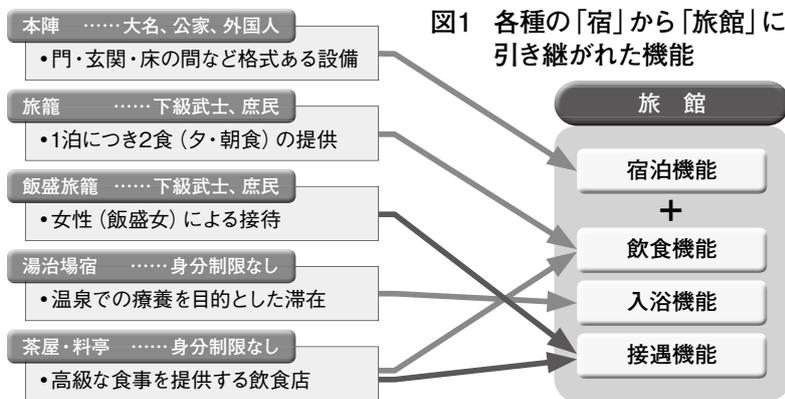 図1 各種の「宿」から「旅館」に
引き継がれた機能
本陣 ……大名、公家、外国人
•門・玄関・床の間など格式ある設備
旅籠 ……下級武士、庶民
•1泊につき2食(夕・朝食)の提供
飯盛旅籠 ……下級武士、庶民
•女性(飯盛女)による接待
湯治場宿 ……身分制限なし
•温泉での療養を目的とした滞在
茶屋・料亭 ……身分制限なし
•高級な食事を提供する飲食店
旅 館
宿泊機能
+
飲食機能
入浴機能
接遇機能